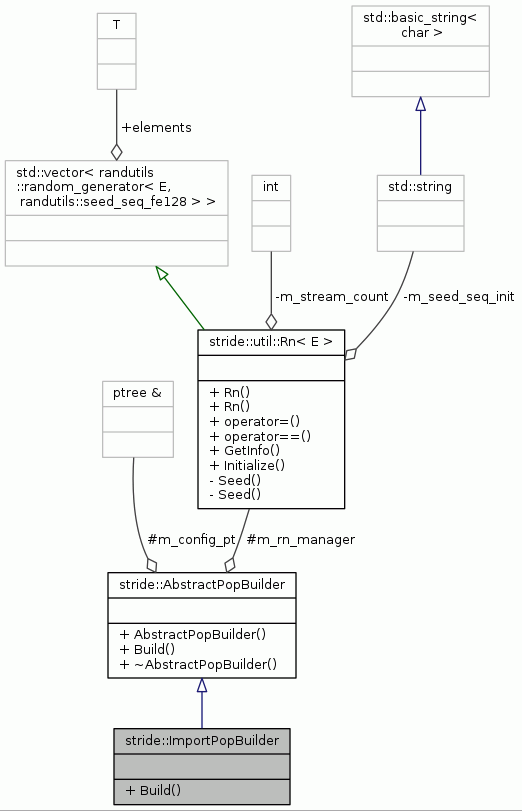 T
std::basic_string<
char >
+elements
std::vector< randutils
::random_generator< E,
randutils::seed_seq_fe128 > >
int
std::string
-m_stream_count
-m_seed_seq_init
stride::util::Rn< E >
+ Rn()
+ Rn()
+ operator=()
+ operator==()
+ GetInfo()
+ Initialize()
- Seed()
- Seed()
ptree &
#m_config_pt
#m_rn_manager
stride::AbstractPopBuilder
+ AbstractPopBuilder()
+ Build()
+ ~AbstractPopBuilder()
stride::ImportPopBuilder
+ Build()